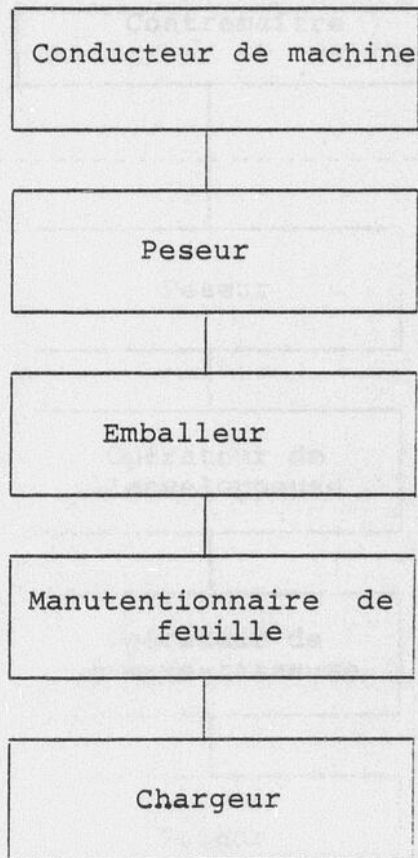 Conducteur de machine
Peseur
Emballeur
Manutentionnaire de
feuille
Chargeur